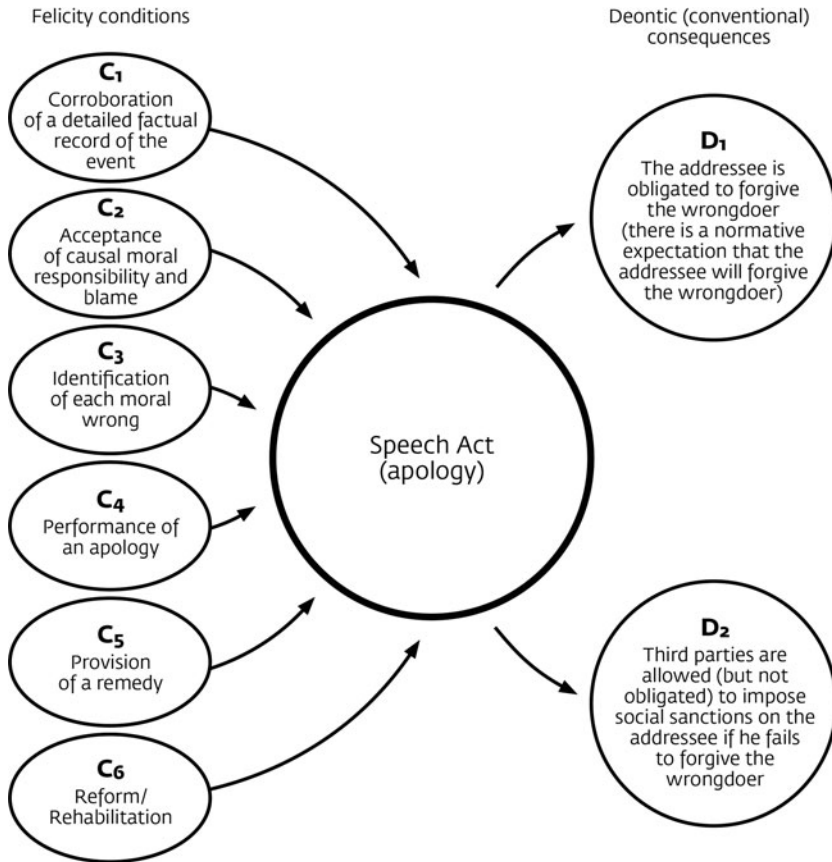 Felicity conditions
Deontic (conventional)
consequences
C₁
Corroboration
of a detailed factual
record of the
event
C₂
Acceptance
of causal moral
responsibility and
blame
C₃
Identification
of each moral
wrong
C₄
Performance of
an apology
C₅
Provision
of a remedy
C₆
Reform/
Rehabilitation
Speech Act
(apology)
D₁
The addressee is
obligated to forgive
the wrongdoer
(there is a normative
expectation that the
addressee will forgive
the wrongdoer)
D₂
Third parties are
allowed (but not
obligated) to impose
social sanctions on the
addressee if he fails
to forgive the
wrongdoer